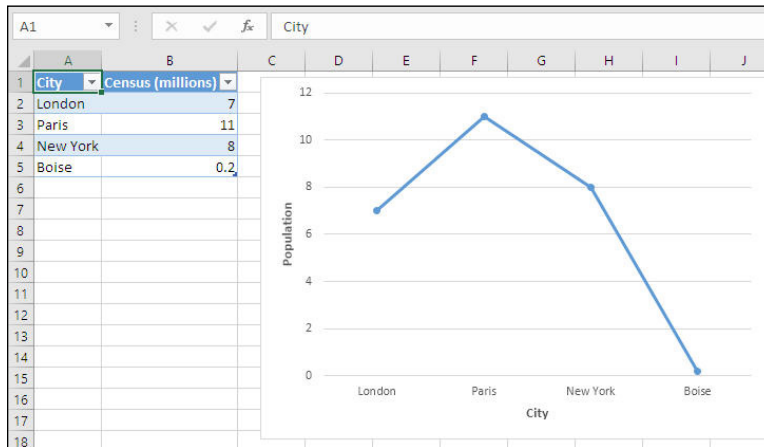 A1 fx City
A B C D E F G H I J
1 City Census (millions)
2 London 7
3 Paris 11
4 New York 8
5 Boise 0.2
6
7
8
9
10
11
12
13
14
15
16
17
18
12
10
8
6
4
2
0
Population
London Paris New York Boise
City